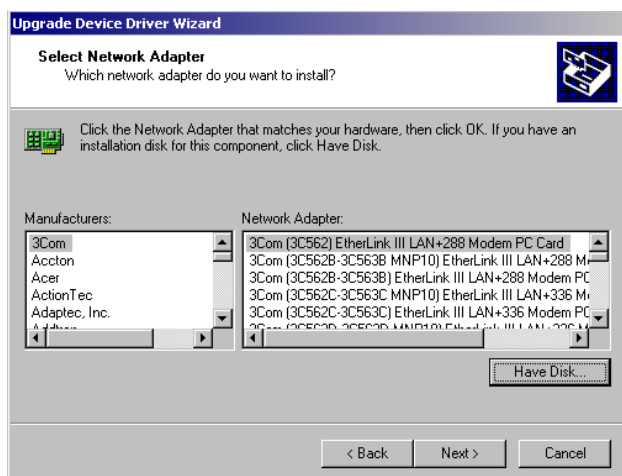 Upgrade Device Driver Wizard
Select Network Adapter
Which network adapter do you want to install?
Click the Network Adapter that matches your hardware, then click OK. If you have an
installation disk for this component, click Have Disk.
Manufacturers:
Network Adapter:
3Com
Accton
Acer
ActionTec
Adaptec, Inc.
3Com (3C562) EtherLink III LAN+288 Modem PC Card
3Com (3C562B-3C563B MNP10) EtherLink III LAN+288 M
3Com (3C562B-3C563B) EtherLink III LAN+288 Modem PC
3Com (3C562C-3C563C MNP10) EtherLink III LAN+336 M
3Com (3C562C-3C563C) EtherLink III LAN+336 Modem PC
Have Disk...
< Back
Next >
Cancel